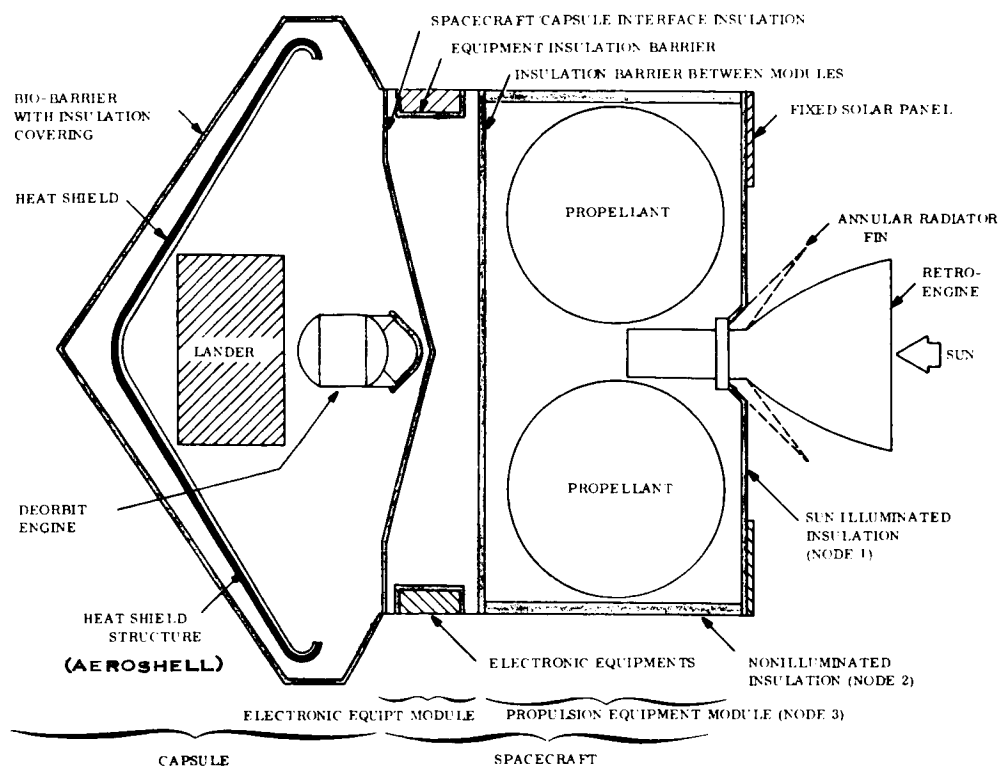 SPACECRAFT CAPSULE INTERFACE INSULATION
EQUIPMENT INSULATION BARRIER
INSULATION BARRIER BETWEEN MODULES
BIO-BARRIER
WITH INSULATION
COVERING
FIXED SOLAR PANEL
HEAT SHIELD
PROPELLANT
ANNULAR RADIATOR
FIN
RETRO-
ENGINE
LANDER
SUN
PROPELLANT
DEORBIT
ENGINE
SUN ILLUMINATED
INSULATION
(NODE 1)
HEAT SHIELD
STRUCTURE
(AEROSHELL)
ELECTRONIC EQUIPMENTS
NONILLUMINATED
INSULATION (NODE 2)
ELECTRONIC EQUIPT MODULE
PROPULSION EQUIPMENT MODULE (NODE 3)
CAPSULE
SPACECRAFT